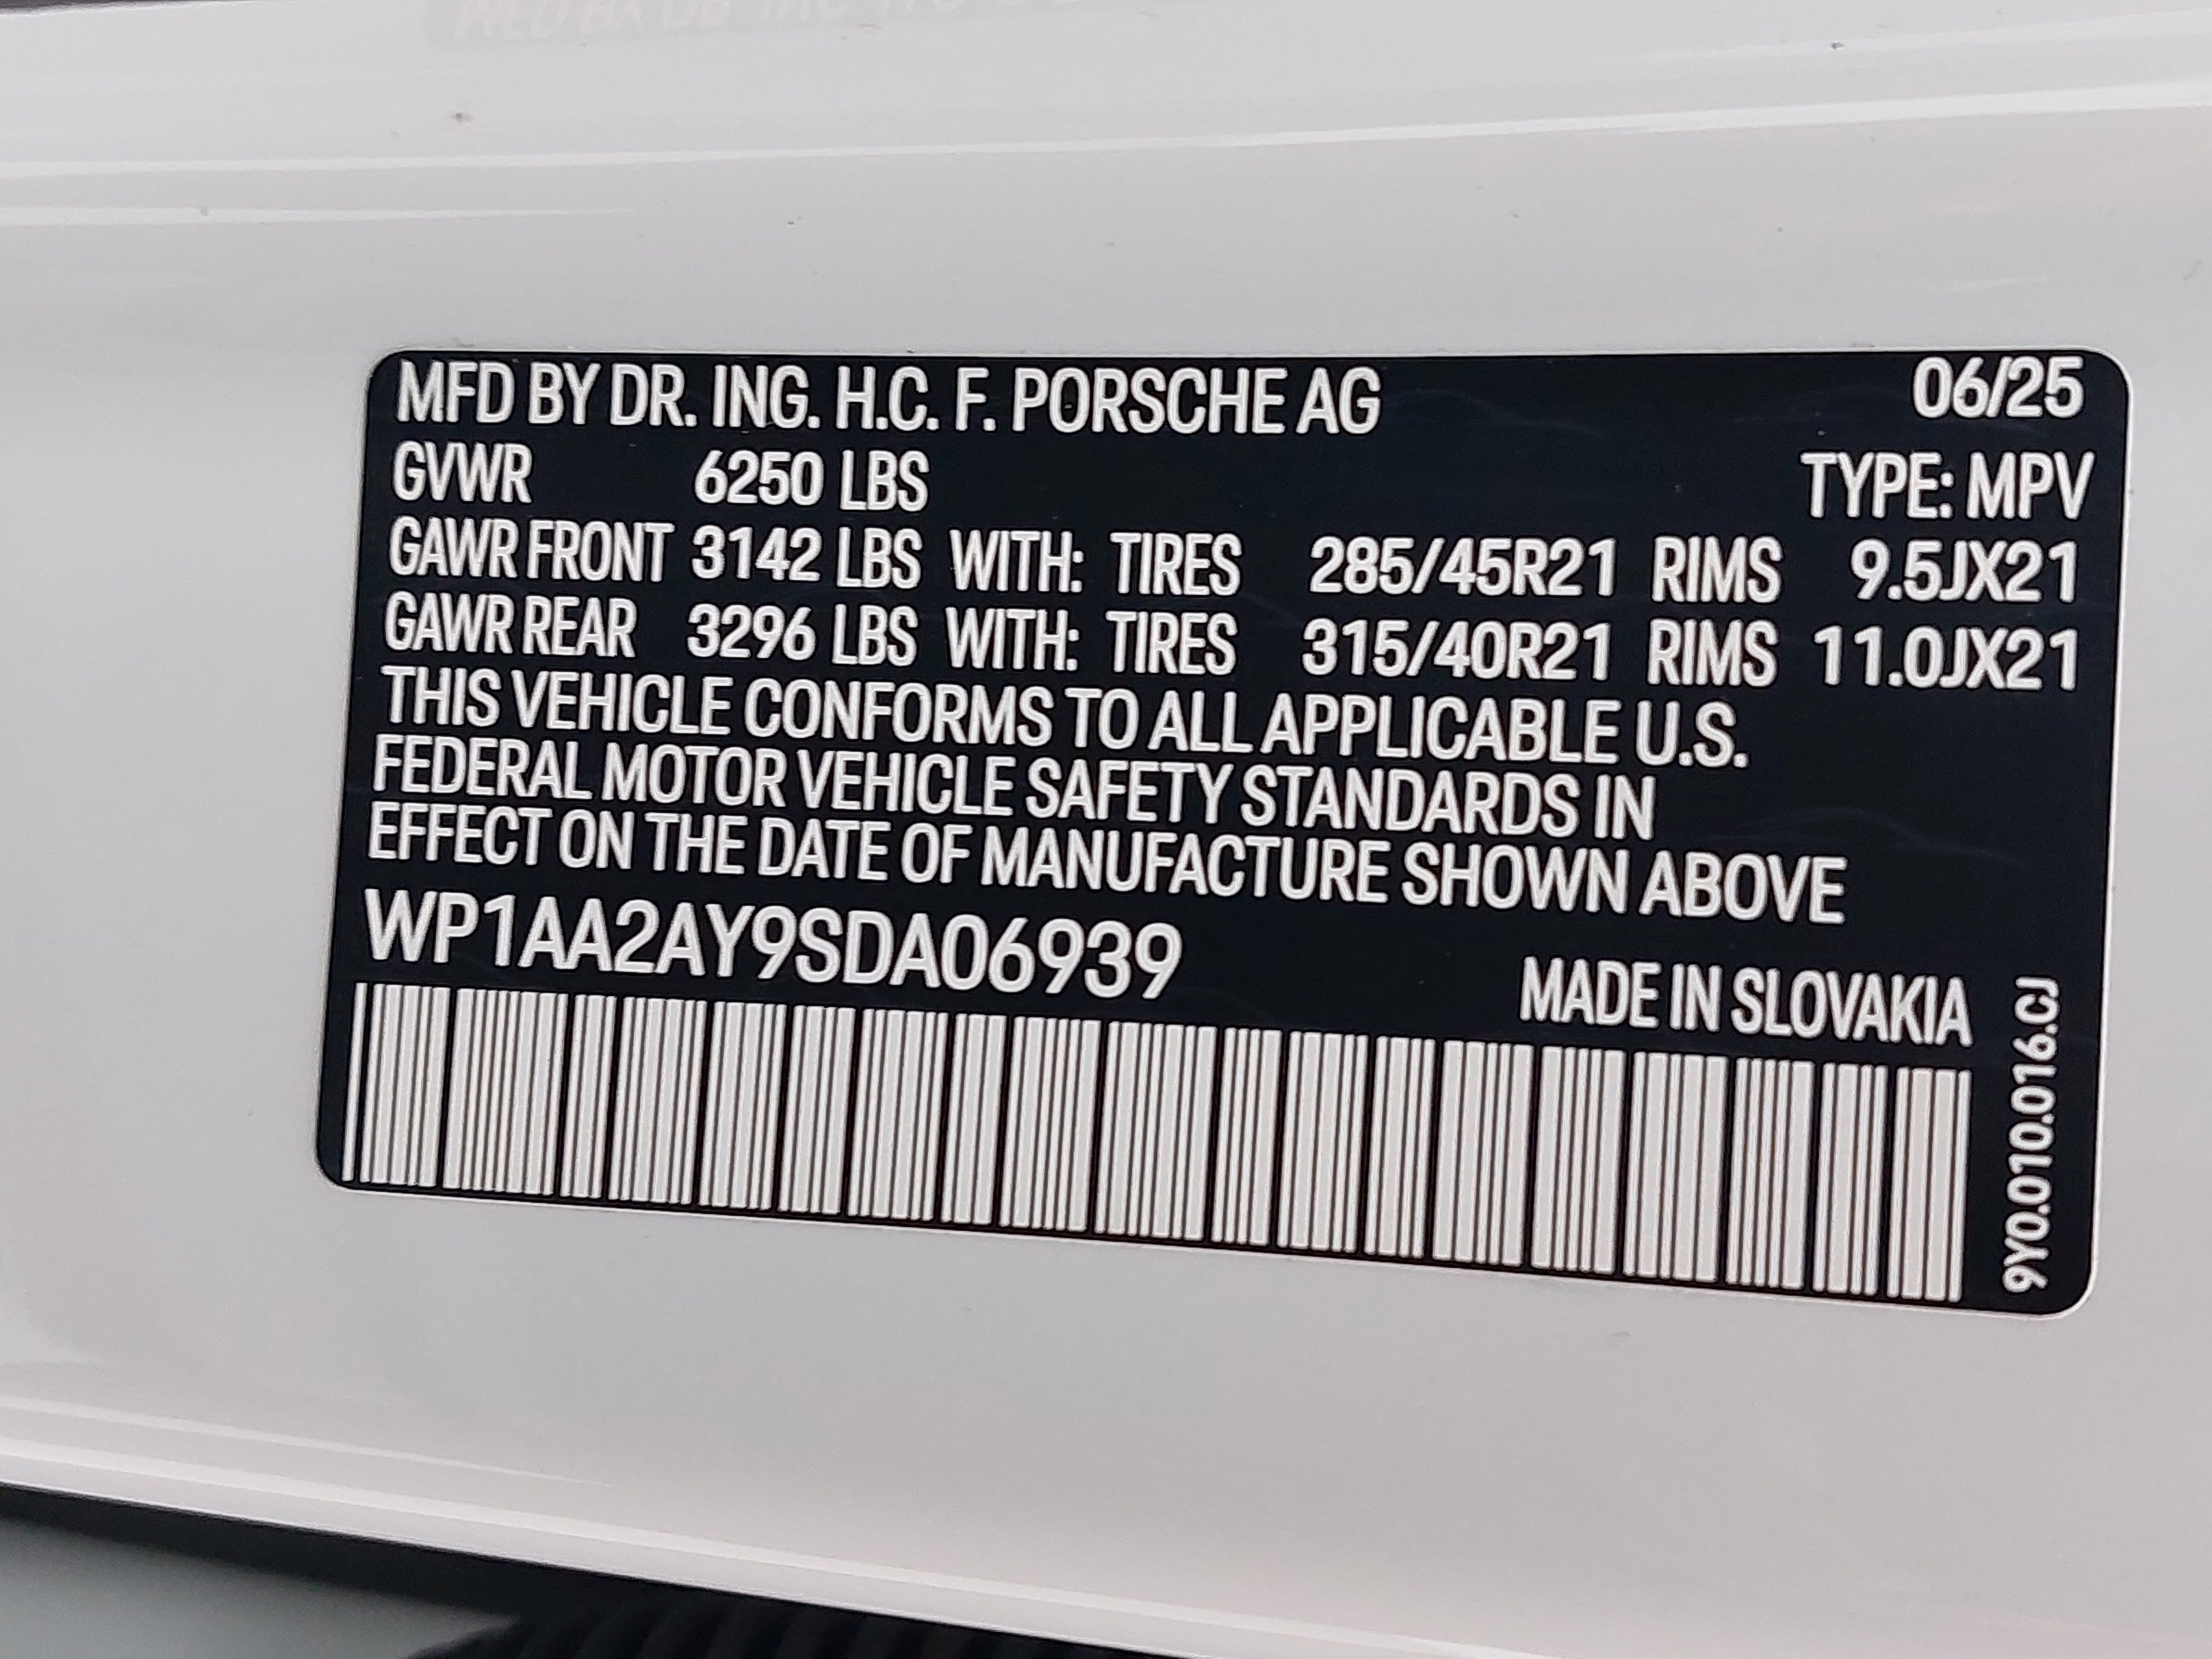 MFD BY DR. ING. H.C. F. PORSCHE AG 06/25
GVWR 6250 LBS TYPE: MPV
GAWR FRONT 3142 LBS WITH: TIRES 285/45R21 RIMS 9.5JX21
GAWR REAR 3296 LBS WITH: TIRES 315/40R21 RIMS 11.0JX21
THIS VEHICLE CONFORMS TO ALL APPLICABLE U.S.
FEDERAL MOTOR VEHICLE SAFETY STANDARDS IN
EFFECT ON THE DATE OF MANUFACTURE SHOWN ABOVE
WP1AA2AY9SDA06939
MADE IN SLOVAKIA
9Y0.010.016.CJ